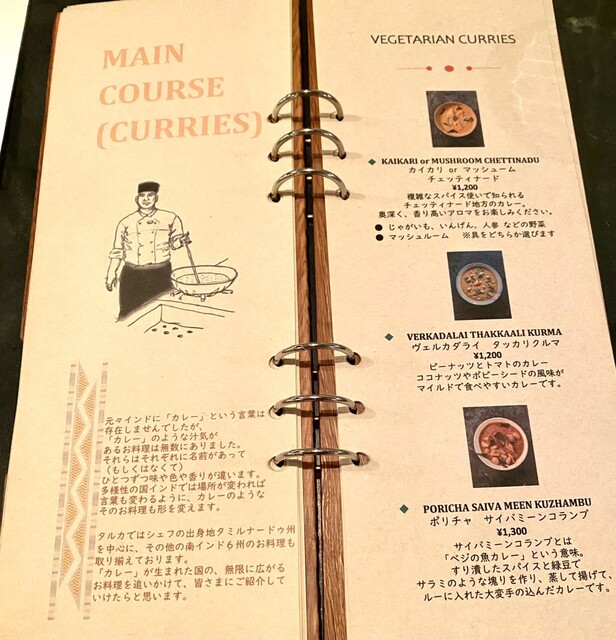 MAIN
COURSE
(CURRIES)
元々インドに「カレー」という言葉は
存在しませんでしたが、
「カレー」のような汁気が
あるお料理は無数にありました。
それらはそれぞれに名前があって
（もしくはなくて）
ひとつずつ味や色や香りが違います。
多様性の国インドでは場所が変われば
言葉も変わるように、カレーのような
そのお料理も形を変えます。
タルカではシェフの出身地タミルナードゥ州
を中心に、その他の南インド６州のお料理も
取り揃えております。
「カレー」が生まれた国の、無限に広がる
お料理を追いかけて、皆さまにご紹介して
いけたらと思います。
VEGETARIAN CURRIES
KAIKARI or MUSHROOM CHETTINADU
カイカリ or マッシューム
チェッティナード
¥1,200
複雑なスパイス使いで知られる
チェッティナード地方のカレー。
奥深く、香り高いアロマをお楽しみください。
● じゃがいも、いんげん、人参 などの野菜
● マッシュルーム ※具をどちらか選びます
VERKADALAI THAKKAALI KURMA
ヴェルカダライ タッカリクルマ
¥1,200
ピーナッツとトマトのカレー
ココナッツやポピーシードの風味が
マイルドで食べやすいカレーです。
PORICHA SAIVA MEEN KUZHAMBU
ポリチャ サイバミーンコランブ
¥1,300
サイバミーンコランブとは
「ベジの魚カレー」という意味。
すり潰したスパイスと緑豆で
サラミのような塊りを作り、蒸して揚げて、
ルーに入れた大変手の込んだカレーです。